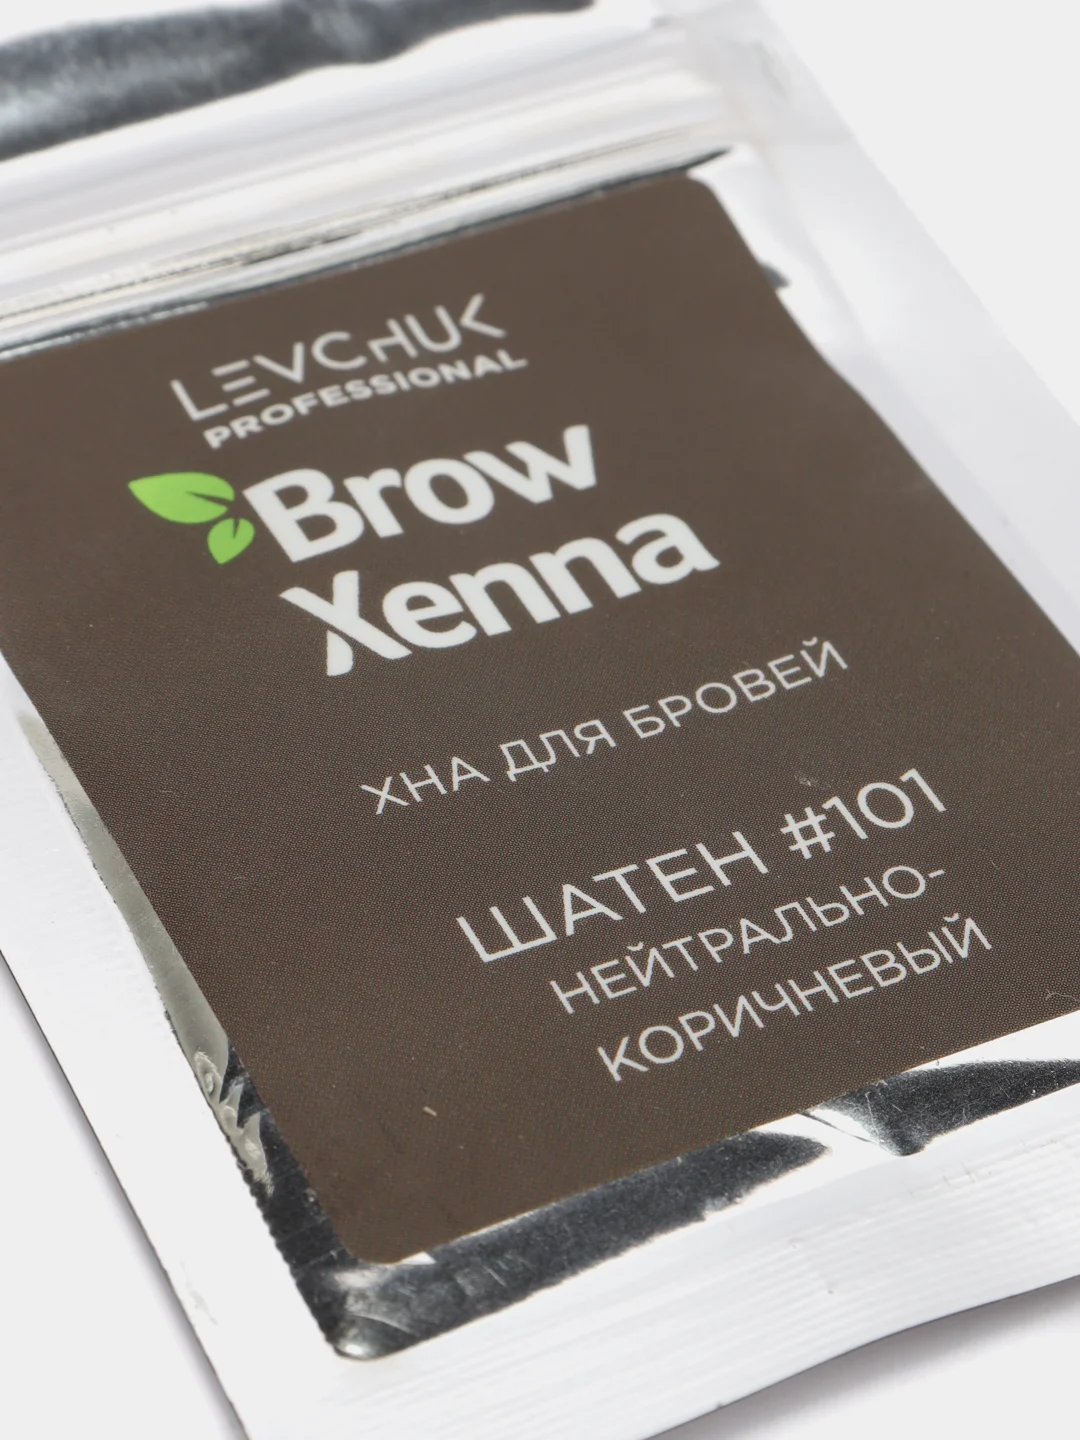 LEVCHUK
PROFESSIONAL
Brow
Xenna
ХНА ДЛЯ БРОВЕЙ
ШАТЕН #101
НЕЙТРАЛЬНО-
КОРИЧНЕВЫЙ